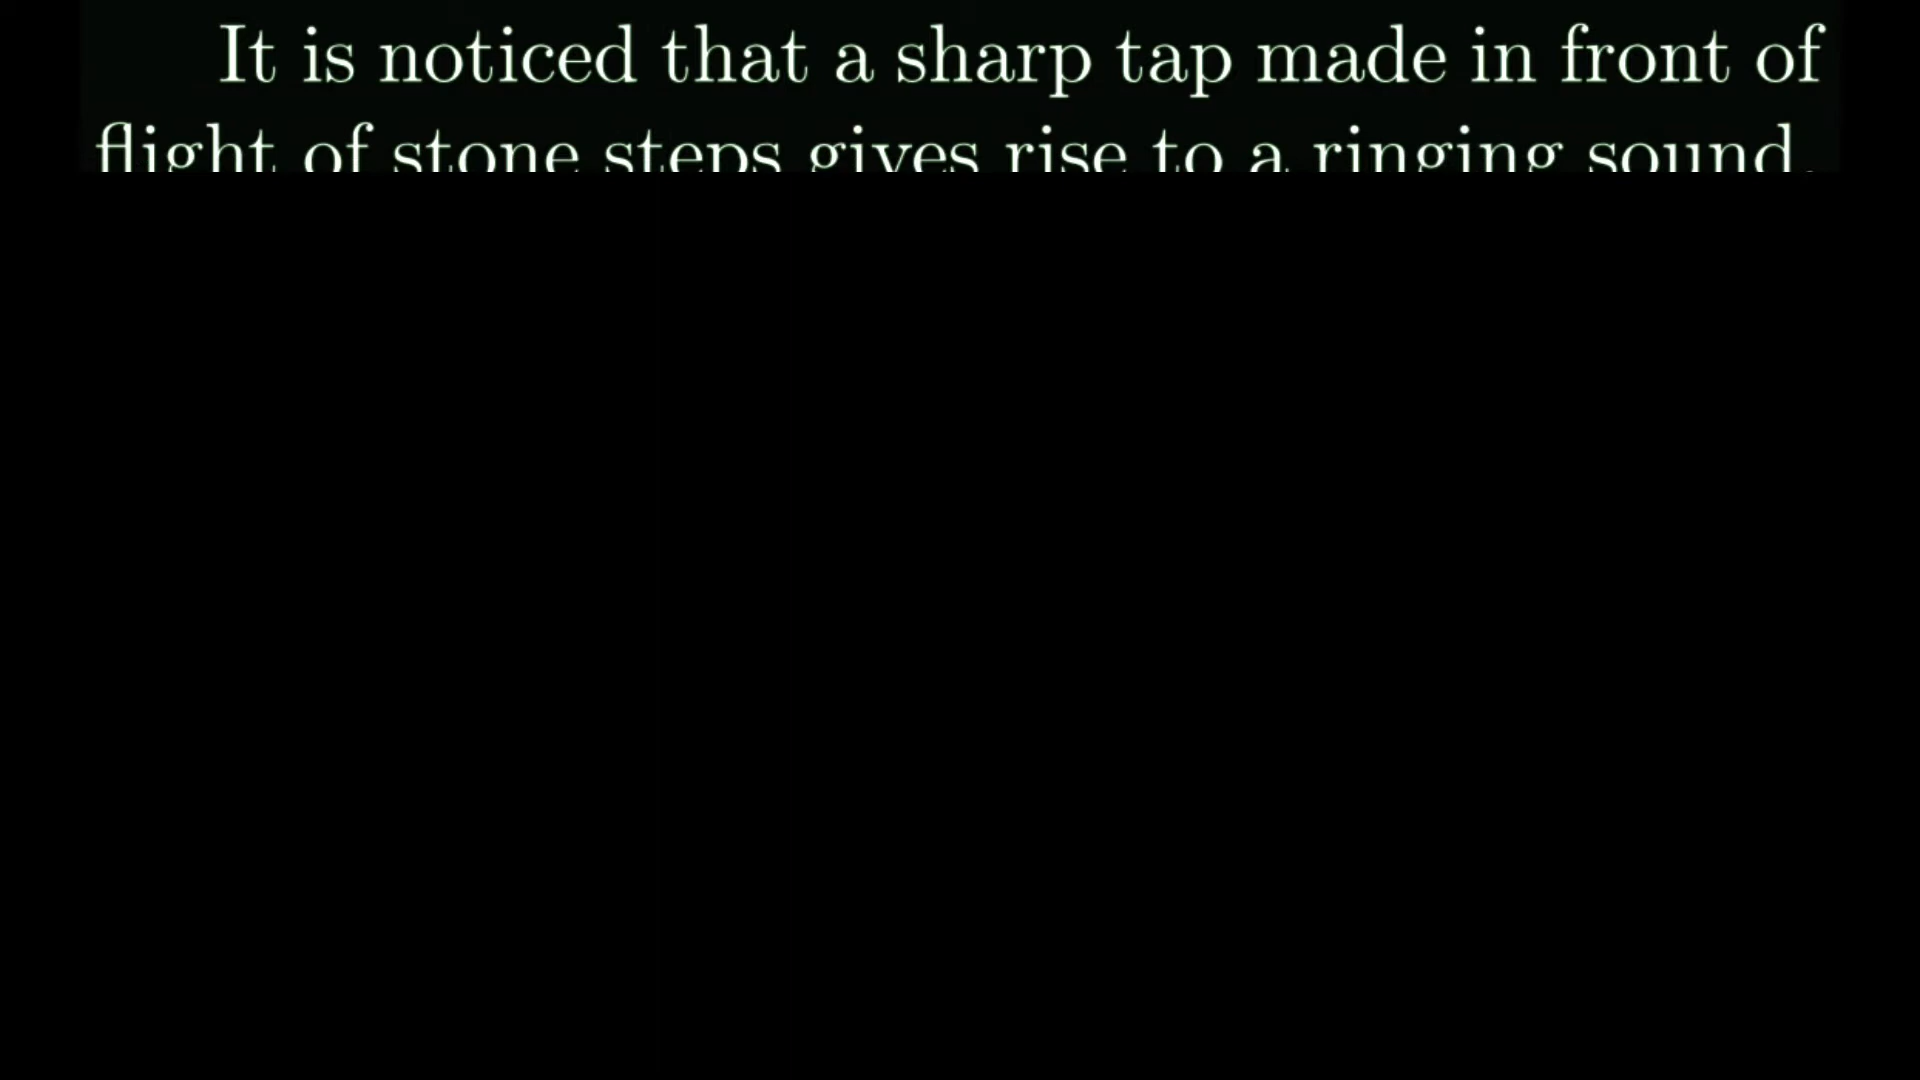 It is noticed that a sharp tap made in front of
flight of stone steps gives rise to a ringing sound.